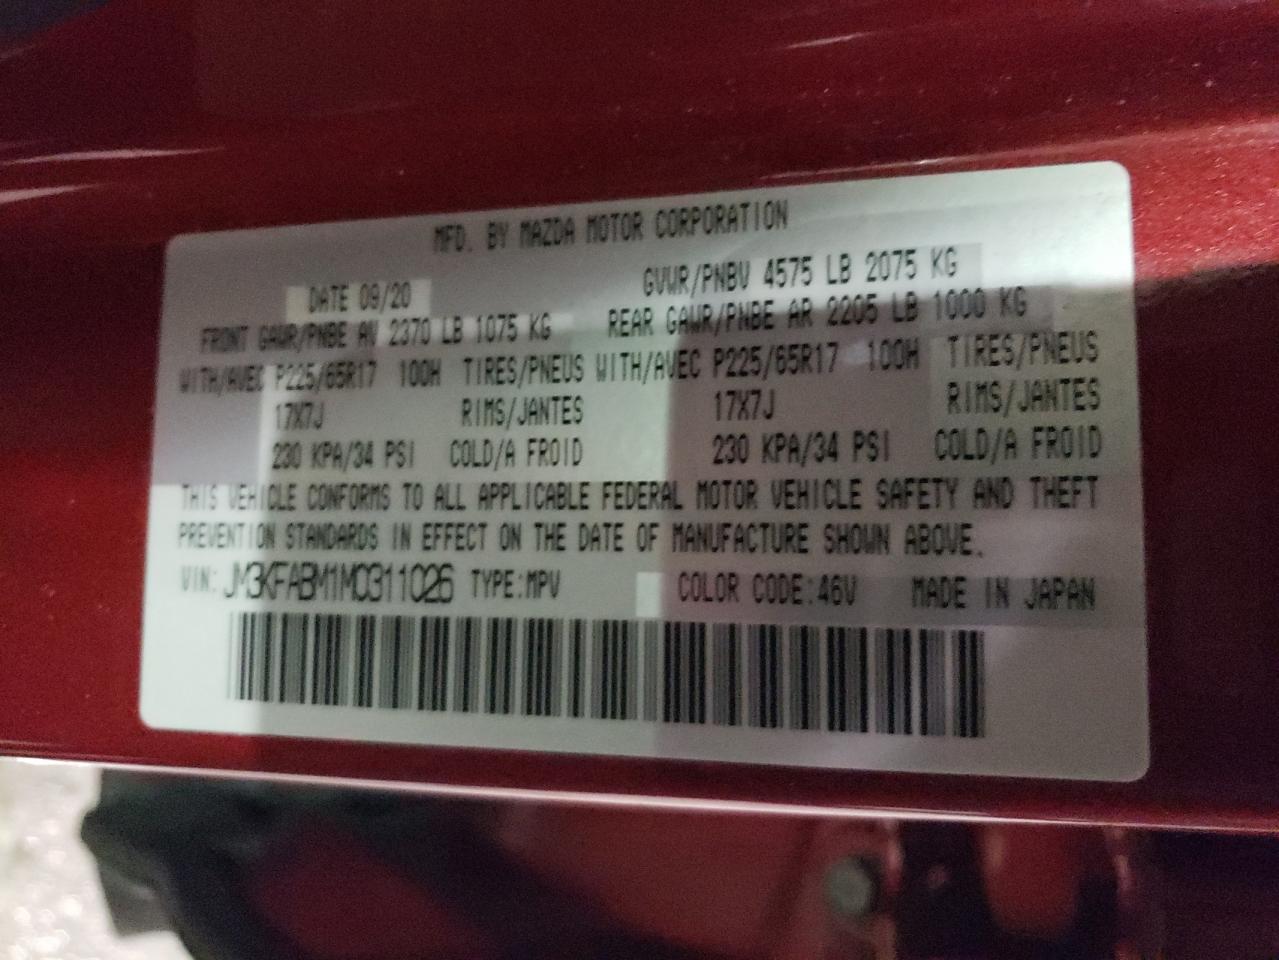 MFD. BY MAZDA MOTOR CORPORATION
DATE 09/20 GVWR/PNBV 4575 LB 2075 KG
FRONT GAWR/PNBE AV 2370 LB 1075 KG REAR GAWR/PNBE AR 2205 LB 1000 KG
WITH/AVEC P225/65R17 100H TIRES/PNEUS WITH/AVEC P225/65R17 100H TIRES/PNEUS
17X7J RIMS/JANTES 17X7J RIMS/JANTES
230 KPA/34 PSI COLD/A FROID 230 KPA/34 PSI COLD/A FROID
THIS VEHICLE CONFORMS TO ALL APPLICABLE FEDERAL MOTOR VEHICLE SAFETY AND THEFT
PREVENTION STANDARDS IN EFFECT ON THE DATE OF MANUFACTURE SHOWN ABOVE.
VIN: JM3KFABM1M0311026 TYPE:MPV COLOR CODE:46V MADE IN JAPAN